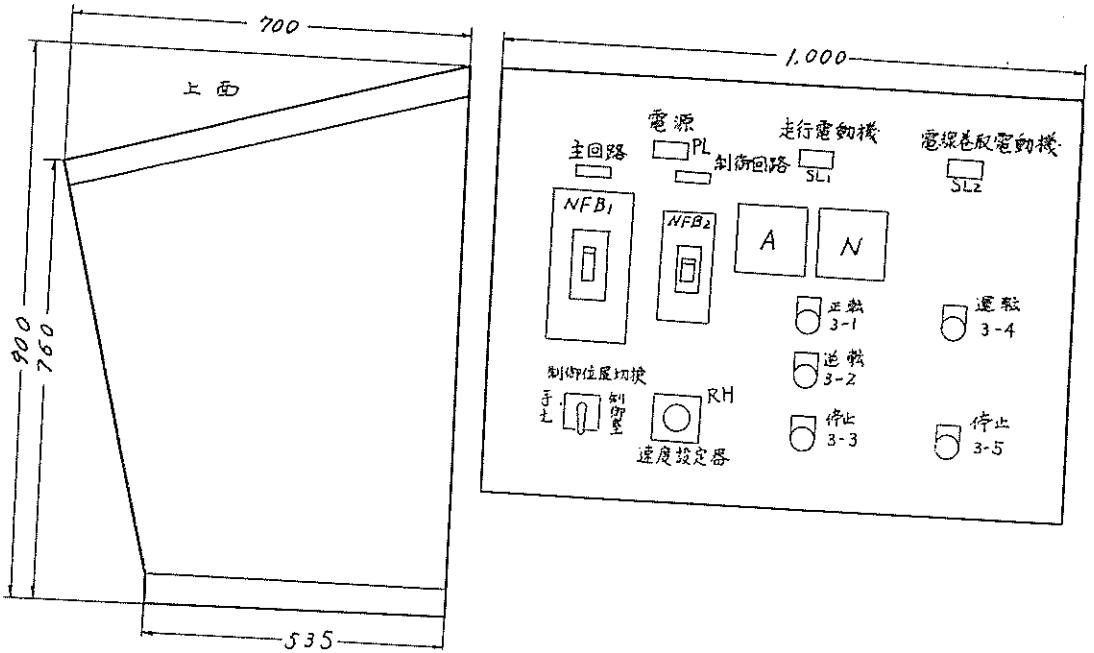 700
上面
900
760
535
1,000
電源
PL
主回路
制御回路
走行電動機
SL1
電線巻取電動機
SL2
NFB1
NFB2
A
N
正転
3-1
運転
3-4
逆転
3-2
制御位置切換
手元
制御室
RH
速度設定器
停止
3-3
停止
3-5